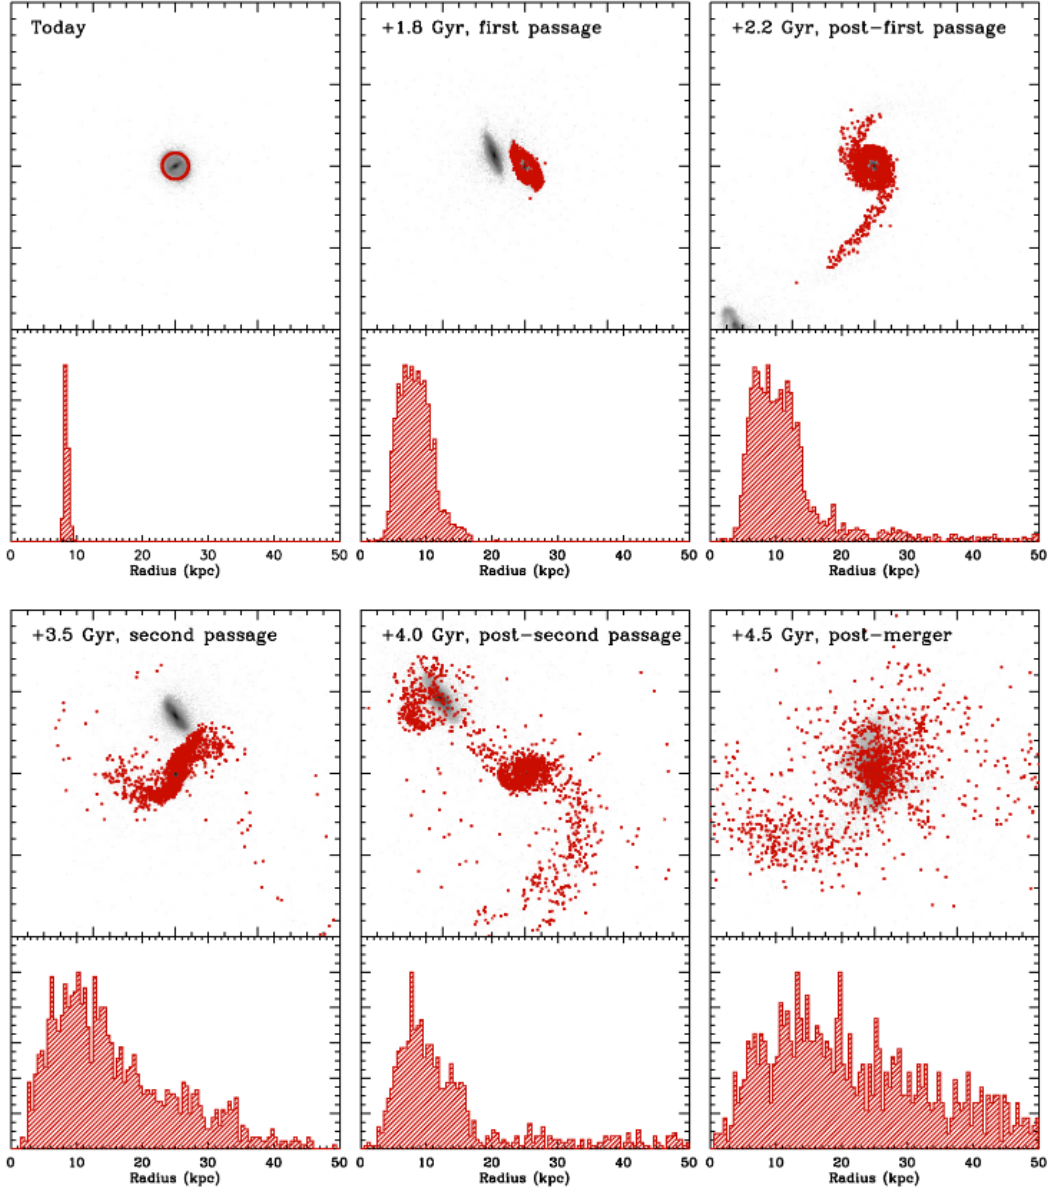 Today
+1.8 Gyr, first passage
+2.2 Gyr, post-first passage
0 10 20 30 40 50
Radius (kpc)
0 10 20 30 40 50
Radius (kpc)
0 10 20 30 40 50
Radius (kpc)
+3.5 Gyr, second passage
+4.0 Gyr, post-second passage
+4.5 Gyr, post-merger
0 10 20 30 40 50
Radius (kpc)
0 10 20 30 40 50
Radius (kpc)
0 10 20 30 40 50
Radius (kpc)